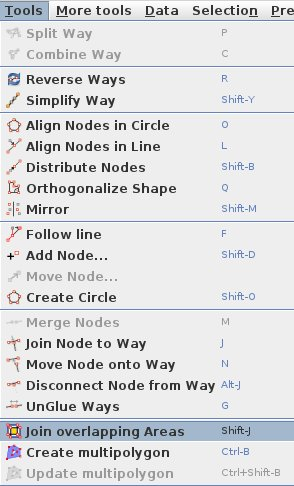 Tools More tools Data Selection Pre
Split Way P
Combine Way C
Reverse Ways R
Simplify Way Shift-Y
Align Nodes in Circle O
Align Nodes in Line L
Distribute Nodes Shift-B
Orthogonalize Shape Q
Mirror Shift-M
Follow line F
Add Node... Shift-D
Move Node...
Create Circle Shift-O
Merge Nodes M
Join Node to Way J
Move Node onto Way N
Disconnect Node from Way Alt-J
UnGlue Ways G
Join overlapping Areas Shift-J
Create multipolygon Ctrl-B
Update multipolygon Ctrl+Shift-B